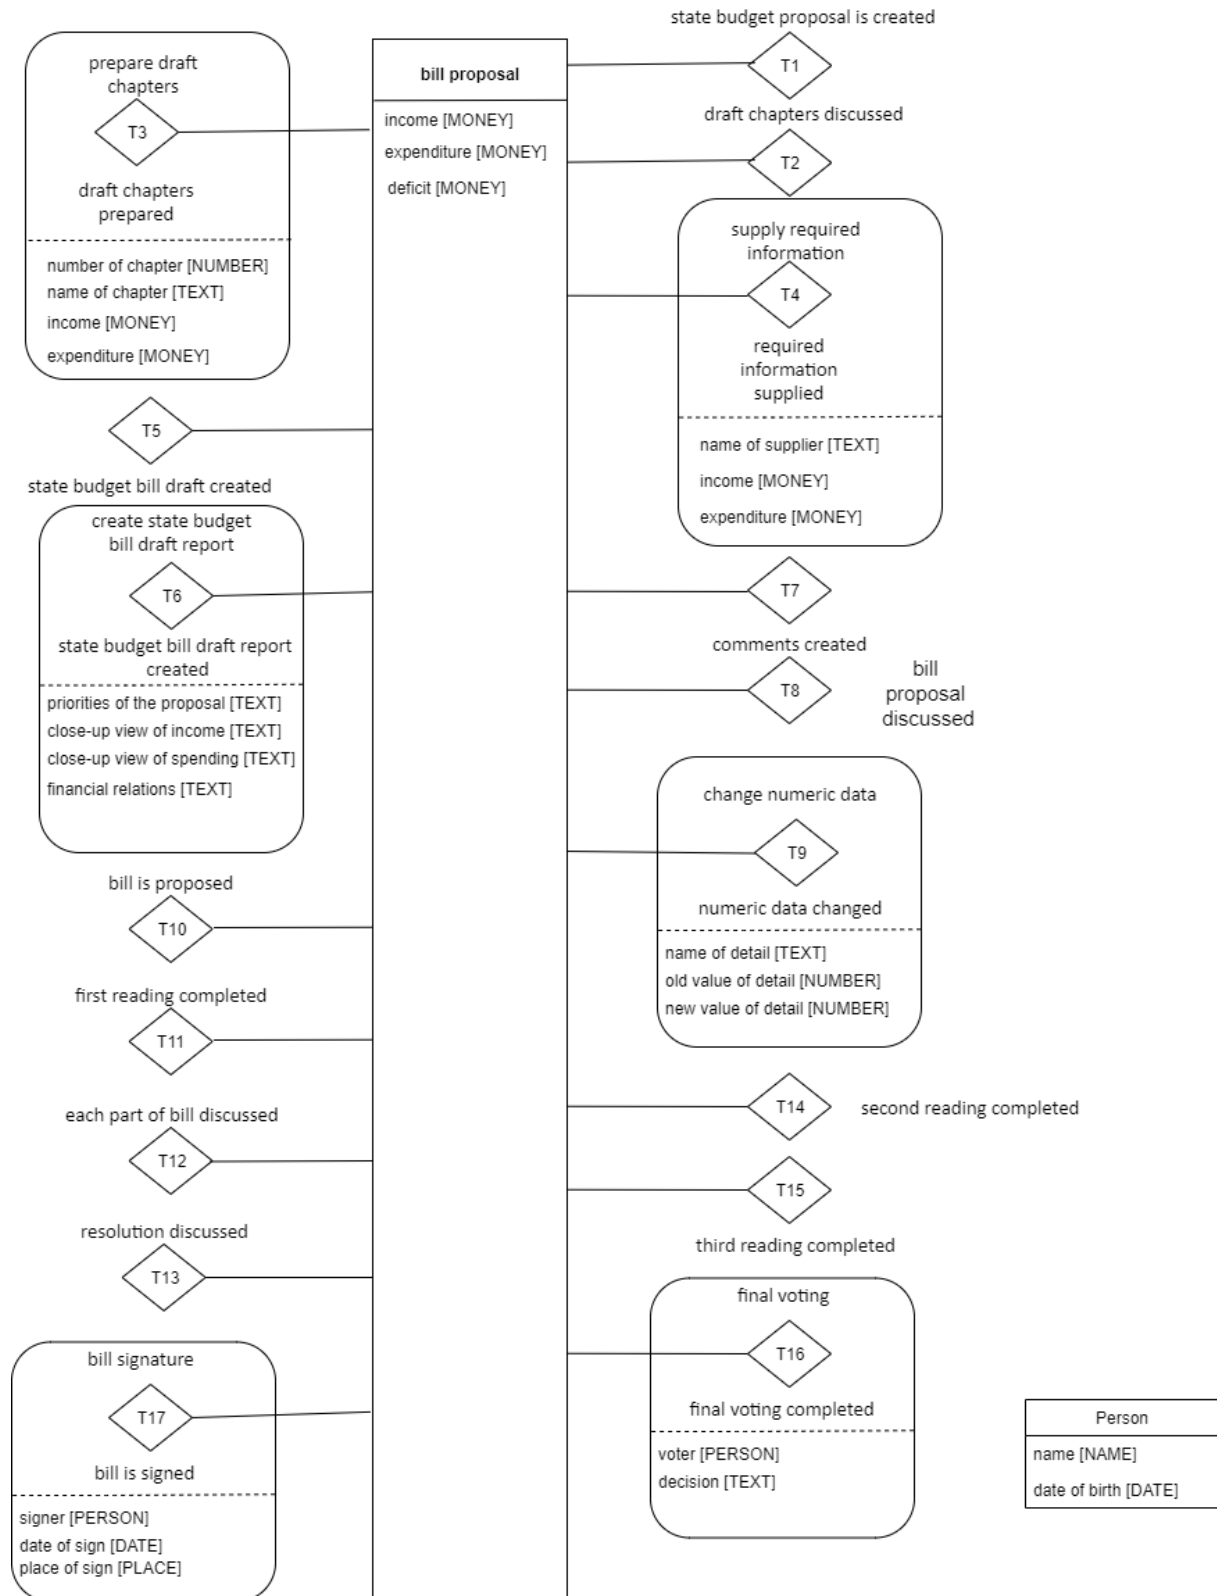 state budget proposal is created
T1
prepare draft
chapters
T3
draft chapters
prepared
number of chapter [NUMBER]
name of chapter [TEXT]
income [MONEY]
expenditure [MONEY]
bill proposal
income [MONEY]
expenditure [MONEY]
deficit [MONEY]
draft chapters discussed
T2
supply required
information
T4
required
information
supplied
name of supplier [TEXT]
income [MONEY]
expenditure [MONEY]
T5
state budget bill draft created
create state budget
bill draft report
T6
state budget bill draft report
created
priorities of the proposal [TEXT]
close-up view of income [TEXT]
close-up view of spending [TEXT]
financial relations [TEXT]
T7
comments created
T8
bill
proposal
discussed
change numeric data
T9
numeric data changed
name of detail [TEXT]
old value of detail [NUMBER]
new value of detail [NUMBER]
bill is proposed
T10
first reading completed
T11
each part of bill discussed
T12
resolution discussed
T13
T14
second reading completed
T15
third reading completed
final voting
T16
final voting completed
voter [PERSON]
decision [TEXT]
bill signature
T17
bill is signed
signer [PERSON]
date of sign [DATE]
place of sign [PLACE]
Person
name [NAME]
date of birth [DATE]